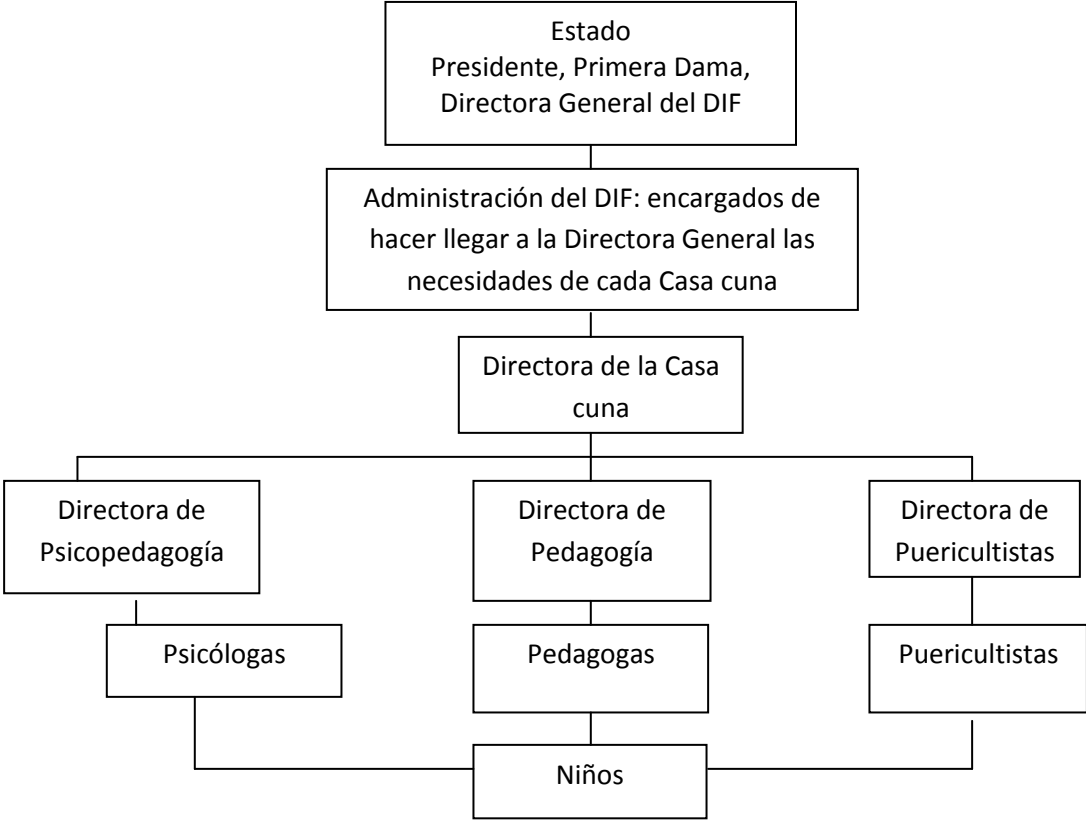 Estado
Presidente, Primera Dama,
Directora General del DIF
Administración del DIF: encargados de
hacer llegar a la Directora General las
necesidades de cada Casa cuna
Directora de la Casa
cuna
Directora de
Psicopedagogía
Directora de
Pedagogía
Directora de
Puericultistas
Psicólogas
Pedagogas
Puericultistas
Niños